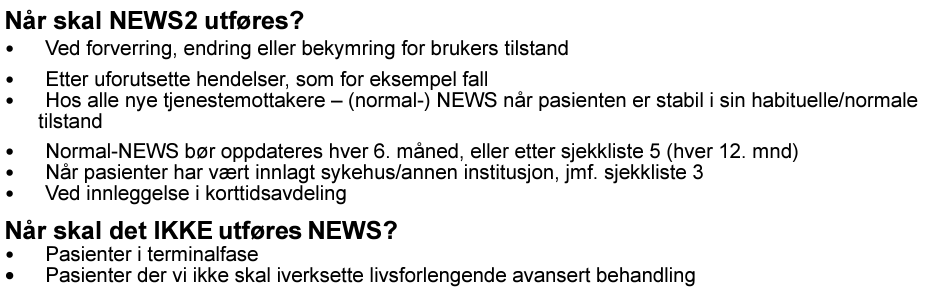 Når skal NEWS2 utføres?
• Ved forverring, endring eller bekymring for brukers tilstand
• Etter uforutsette hendelser, som for eksempel fall
• Hos alle nye tjenestemottakere – (normal-) NEWS når pasienten er stabil i sin habituelle/normale
tilstand
• Normal-NEWS bør oppdateres hver 6. måned, eller etter sjekkliste 5 (hver 12. mnd)
• Når pasienter har vært innlagt sykehus/annen institusjon, jmf. sjekkliste 3
• Ved innleggelse i korttidsavdeling
Når skal det IKKE utføres NEWS?
• Pasienter i terminalfase
• Pasienter der vi ikke skal iverksette livsforlengende avansert behandling